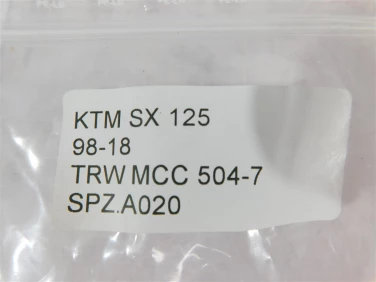 KTM SX 125
98-18
TRW MCC 504-7
SPZ.A020